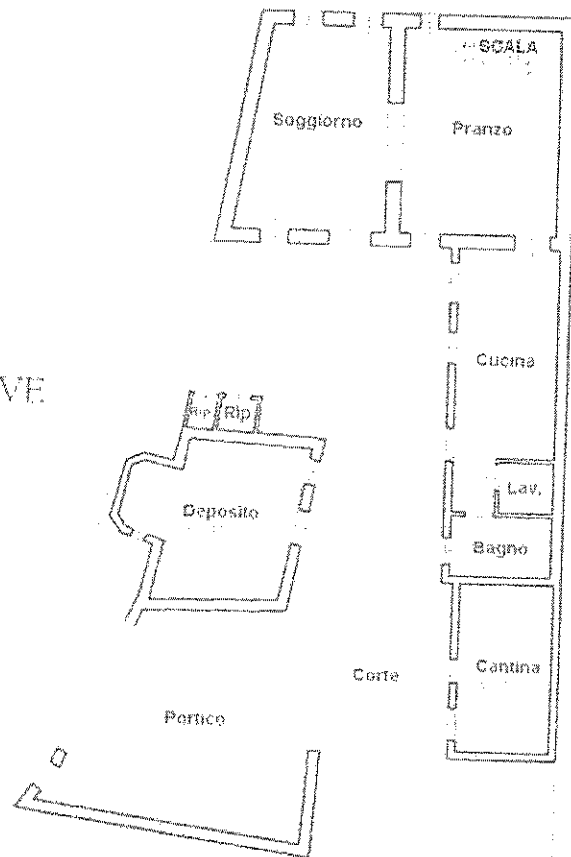 SCALA
Soggiorno
Pranzo
Cucina
VE
Rip Rip
Lav.
Deposito
Bagno
Corte
Cantina
Portico